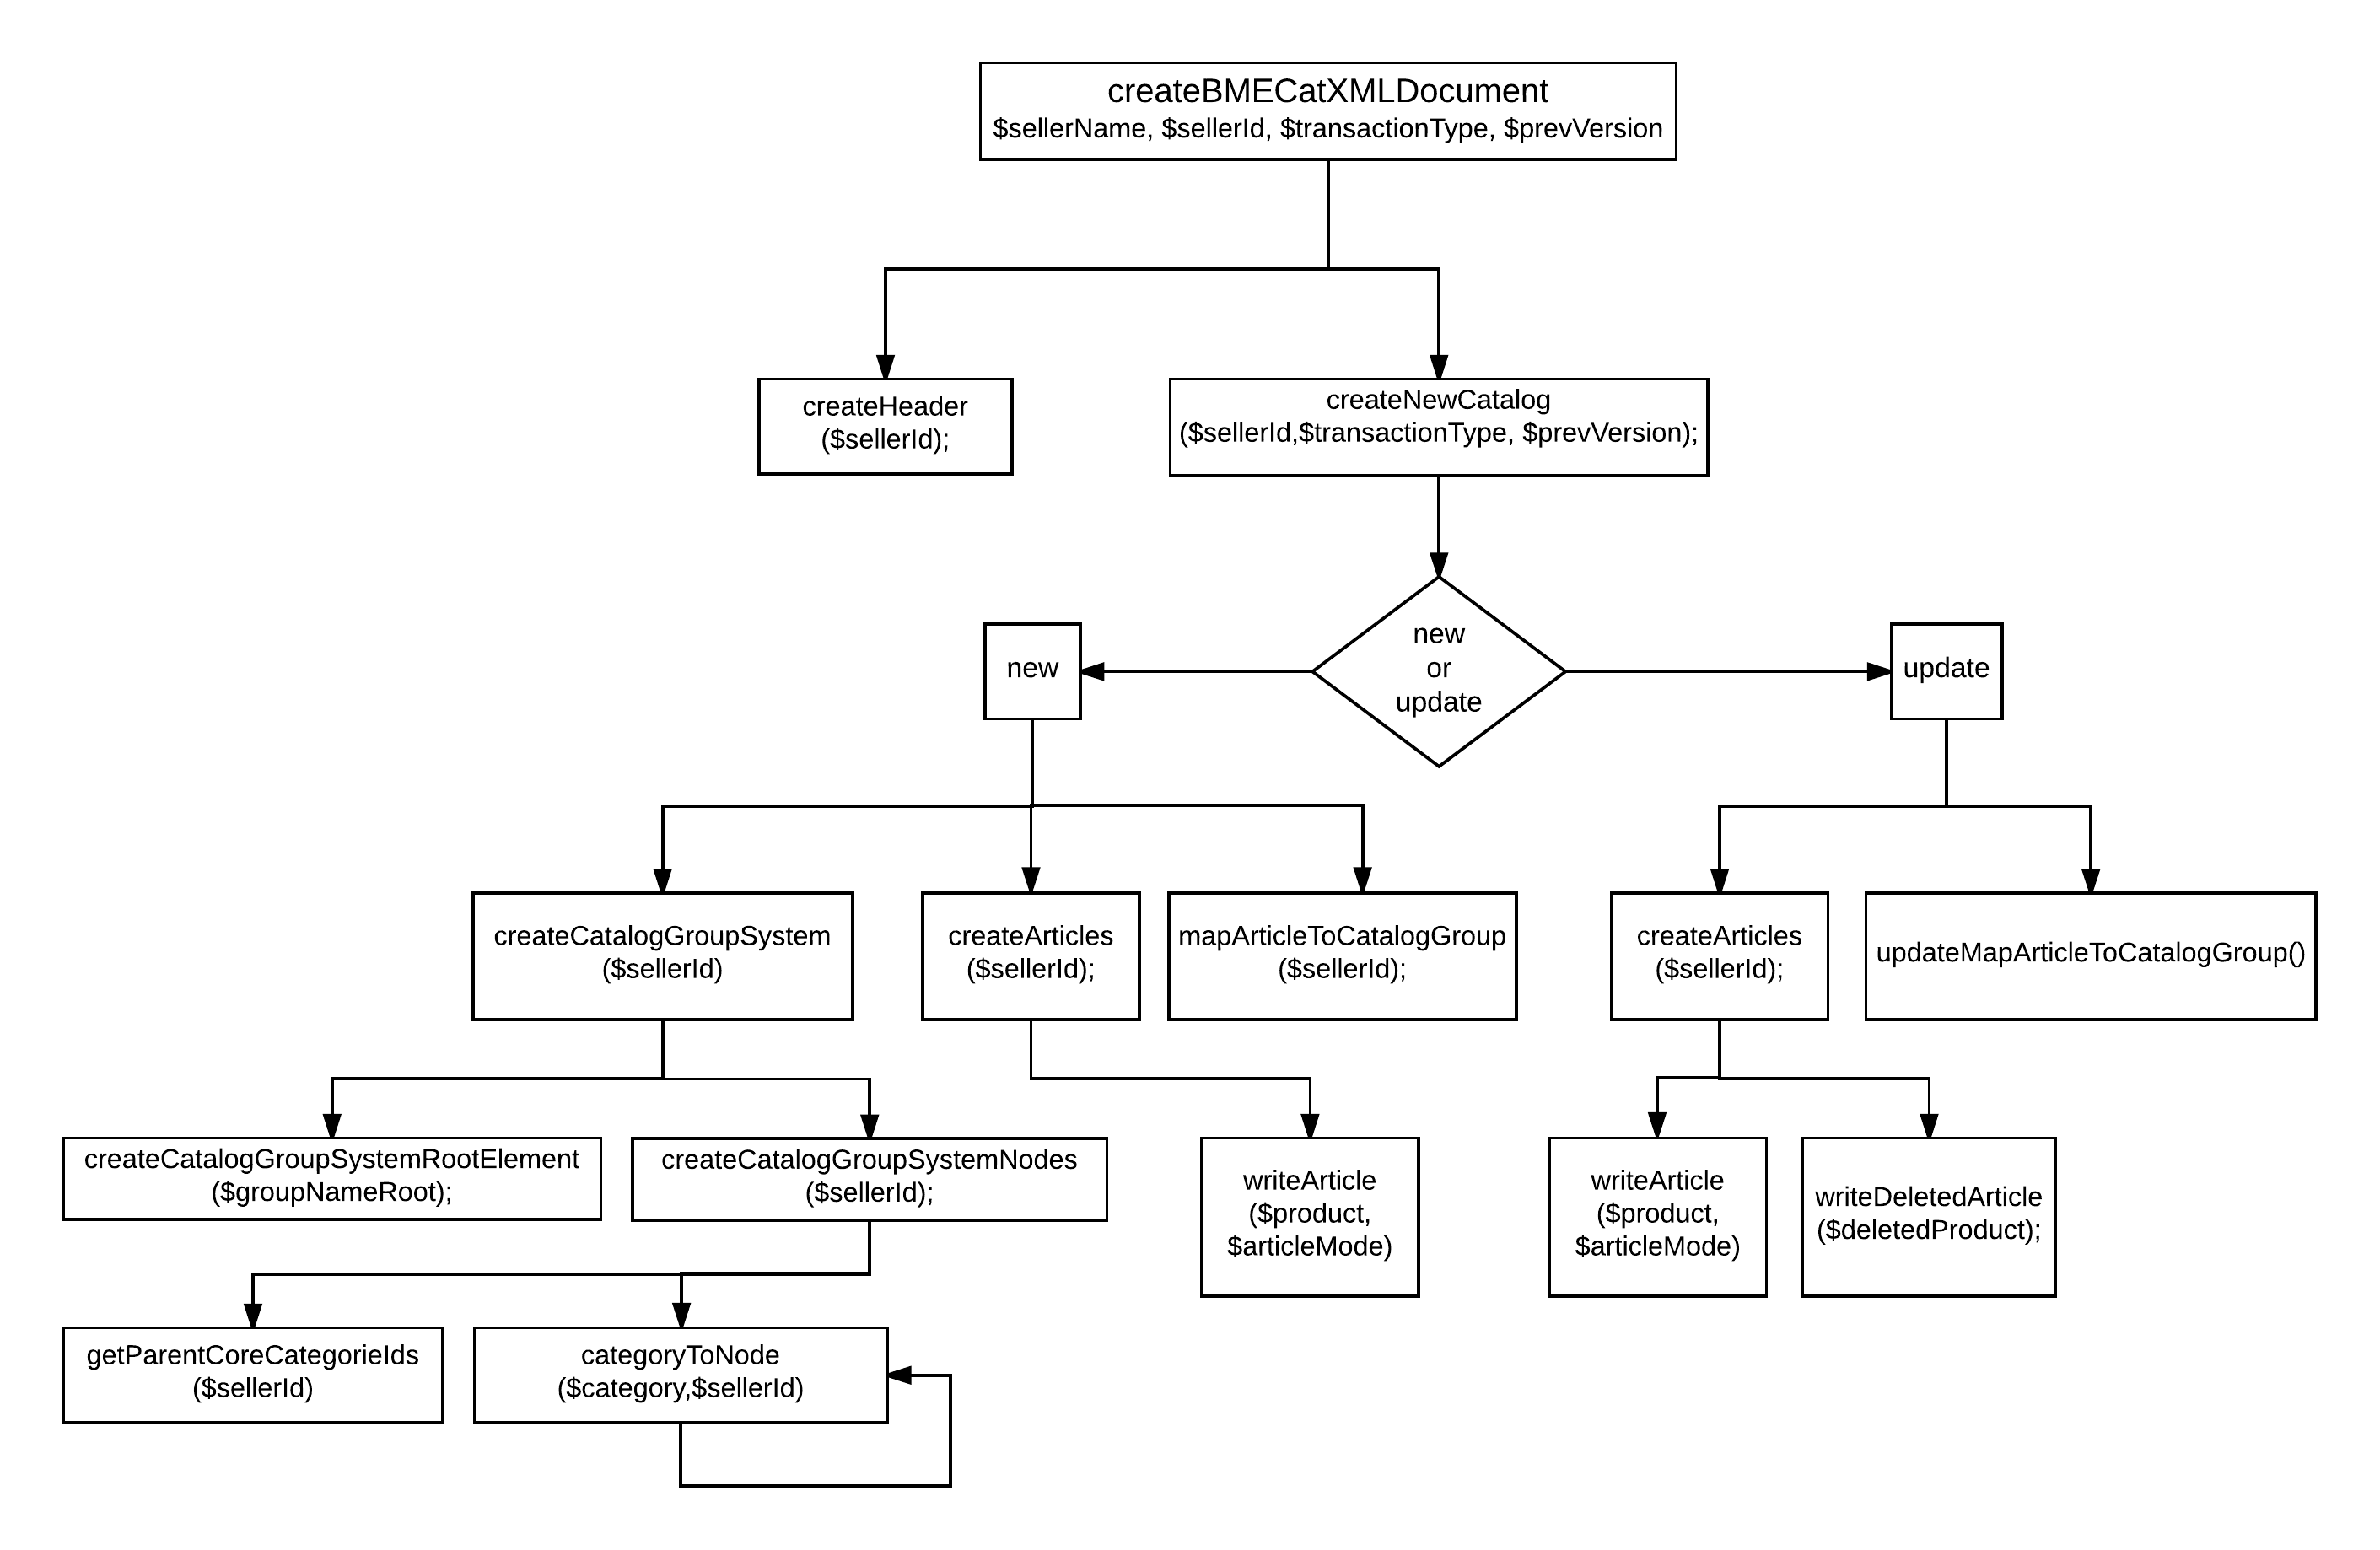 createBMECatXMLDocument
$sellerName, $sellerId, $transactionType, $prevVersion
createHeader
($sellerId);
createNewCatalog
($sellerId,$transactionType, $prevVersion);
new
new
or
update
update
createCatalogGroupSystem
($sellerId)
createArticles
($sellerId);
mapArticleToCatalogGroup
($sellerId);
createArticles
($sellerId);
updateMapArticleToCatalogGroup()
createCatalogGroupSystemRootElement
($groupNameRoot);
createCatalogGroupSystemNodes
($sellerId);
writeArticle
($product,
$articleMode)
writeArticle
($product,
$articleMode)
writeDeletedArticle
($deletedProduct);
getParentCoreCategorieIds
($sellerId)
categoryToNode
($category,$sellerId)